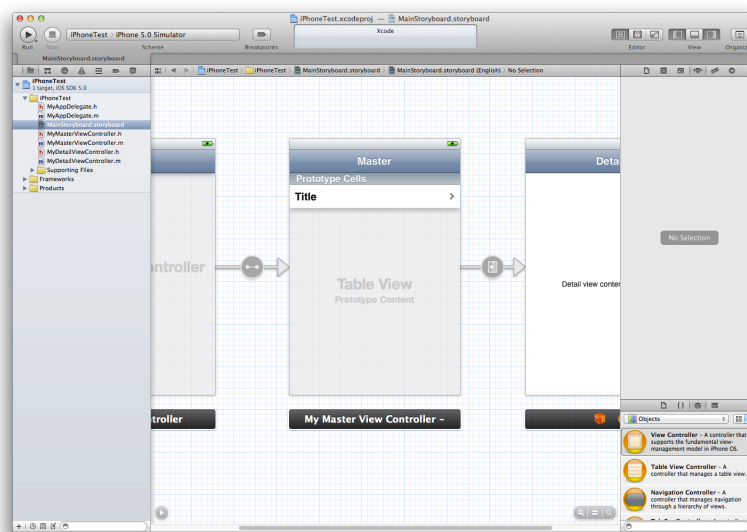 iPhoneTest.xcodeproj — MainStoryboard.storyboard
Run
Stop
iPhoneTest › iPhone 5.0 Simulator
Scheme
Breakpoints
Xcode
Editor
View
MainStoryboard.storyboard
iPhoneTest
1 target, iOS SDK 5.0
iPhoneTest
MyAppDelegate.h
MyAppDelegate.m
MainStoryboard.storyboard
MyMasterViewController.h
MyMasterViewController.m
MyDetailViewController.h
MyDetailViewController.m
Supporting Files
Frameworks
Products
iPhoneTest › iPhoneTest › MainStoryboard.storyboard › MainStoryboard.storyboard (English) › No Selection
ntroller
troller
Master
Prototype Cells
Title
Table View
Prototype Content
My Master View Controller –
Deta
Detail view conten
No Selection
Objects
View Controller – A controller that
supports the fundamental view-
management model in iPhone OS.
Table View Controller – A
controller that manages a table view.
Navigation Controller – A
controller that manages navigation
through a hierarchy of views.